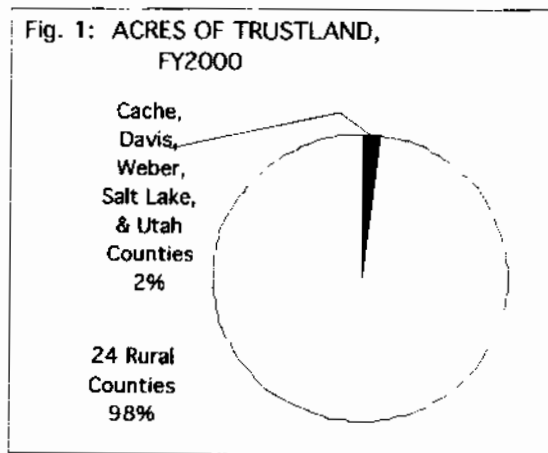 Fig. 1: ACRES OF TRUSTLAND,
FY2000
Cache,
Davis,
Weber,
Salt Lake,
& Utah
Counties
2%
24 Rural
Counties
98%